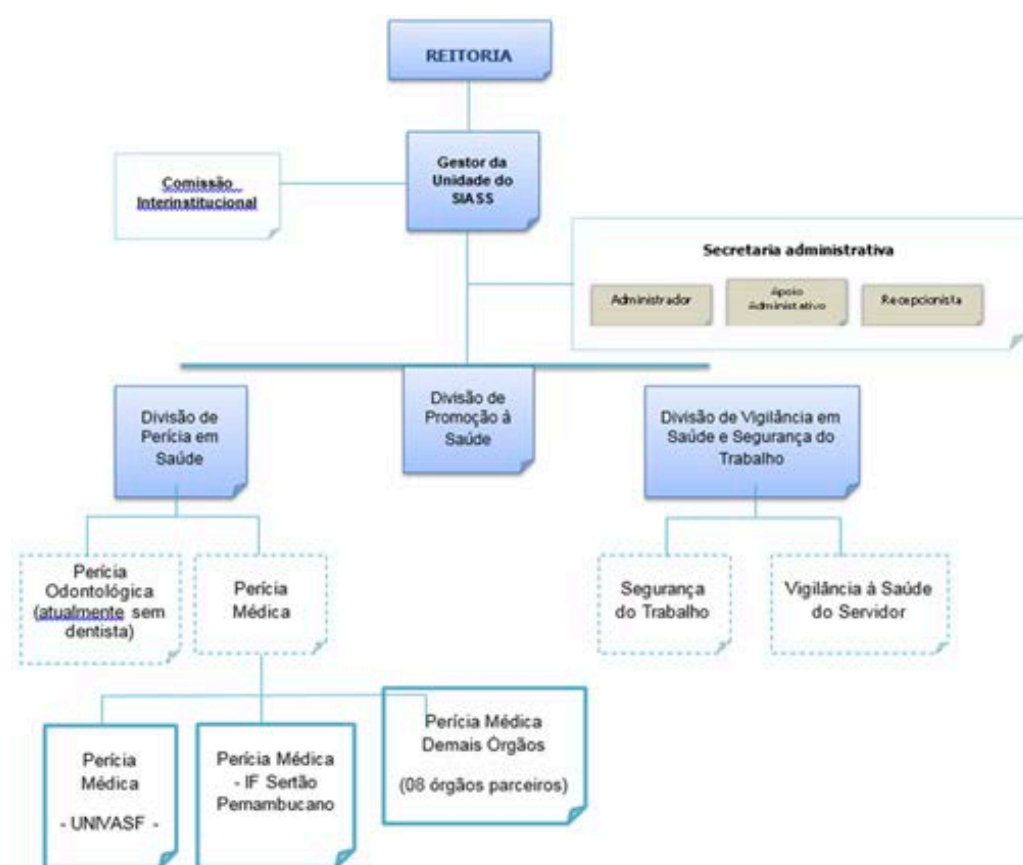 REITORIA
Gestor da
Unidade do
SIASS
Comissão
Interinstitucional
Secretaria administrativa
Administrador
Apoio
Administrativo
Recepcionista
Divisão de
Perícia em
Saúde
Divisão de
Promoção à
Saúde
Divisão de Vigilância em
Saúde e Segurança do
Trabalho
Perícia
Odontológica
(atualmente sem
dentista)
Perícia
Médica
Segurança
do Trabalho
Vigilância à Saúde
do Servidor
Perícia
Médica
- UNIVASF -
Perícia Médica
- IF Sertão
Pernambucano
Perícia Médica
Demais Órgãos
(08 órgãos parceiros)